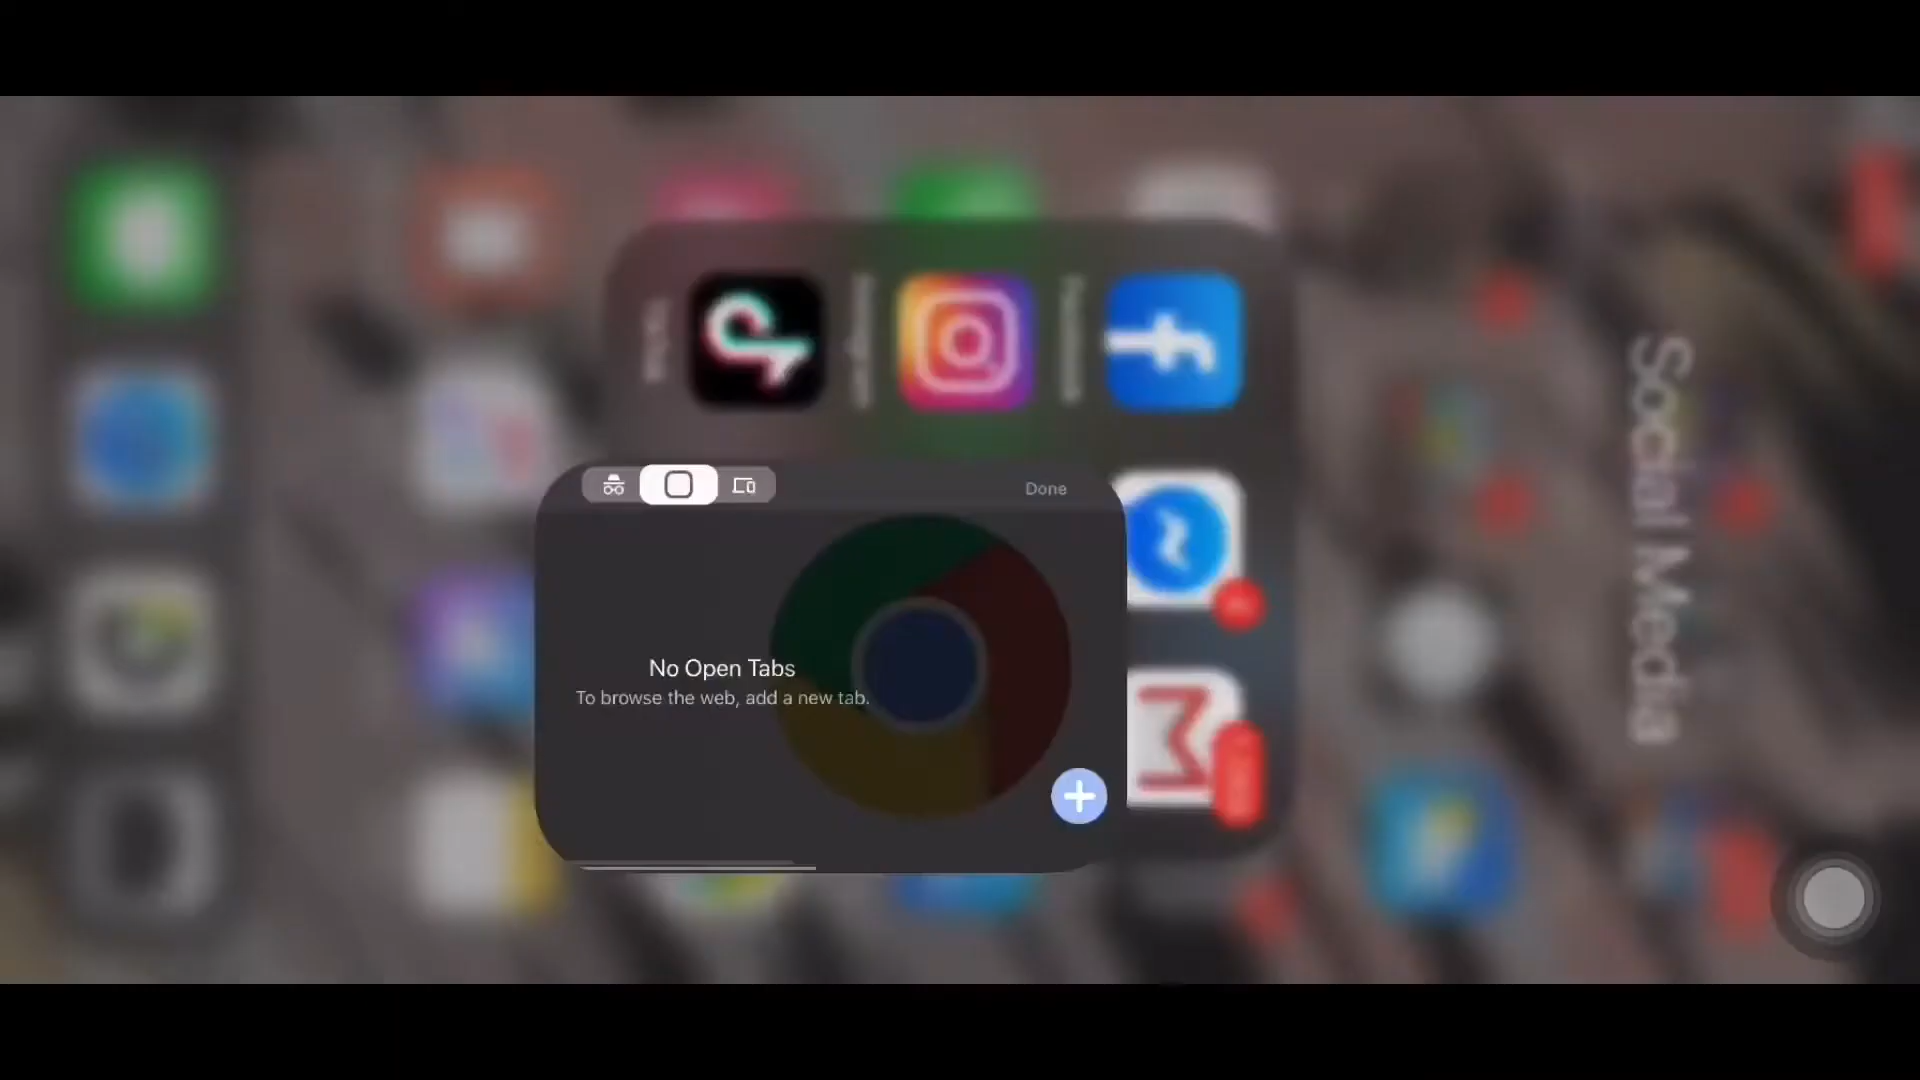 Done
No Open Tabs
To browse the web, add a new tab.
Social Media